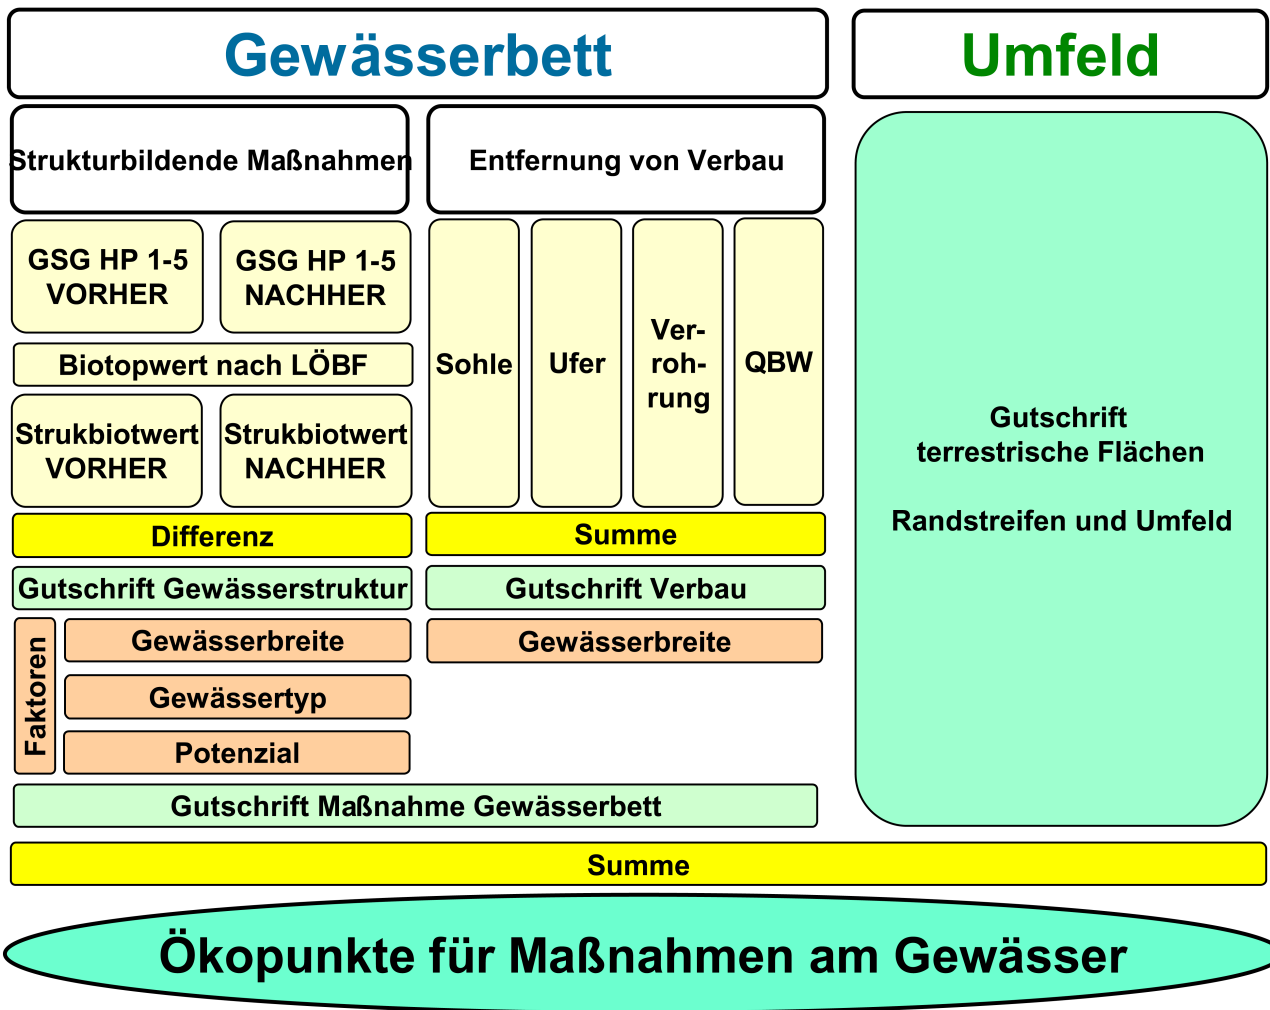 Gewässerbett
Umfeld
Strukturbildende Maßnahmen
Entfernung von Verbau
GSG HP 1-5
VORHER
GSG HP 1-5
NACHHER
Biotopwert nach LÖBF
Strukbiotwert
VORHER
Strukbiotwert
NACHHER
Sohle
Ufer
Ver-
roh-
rung
QBW
Differenz
Summe
Gutschrift Gewässerstruktur
Gutschrift Verbau
Faktoren
Gewässerbreite
Gewässertyp
Potenzial
Gewässerbreite
Gutschrift Maßnahme Gewässerbett
Gutschrift
terrestrische Flächen
Randstreifen und Umfeld
Summe
Ökopunkte für Maßnahmen am Gewässer